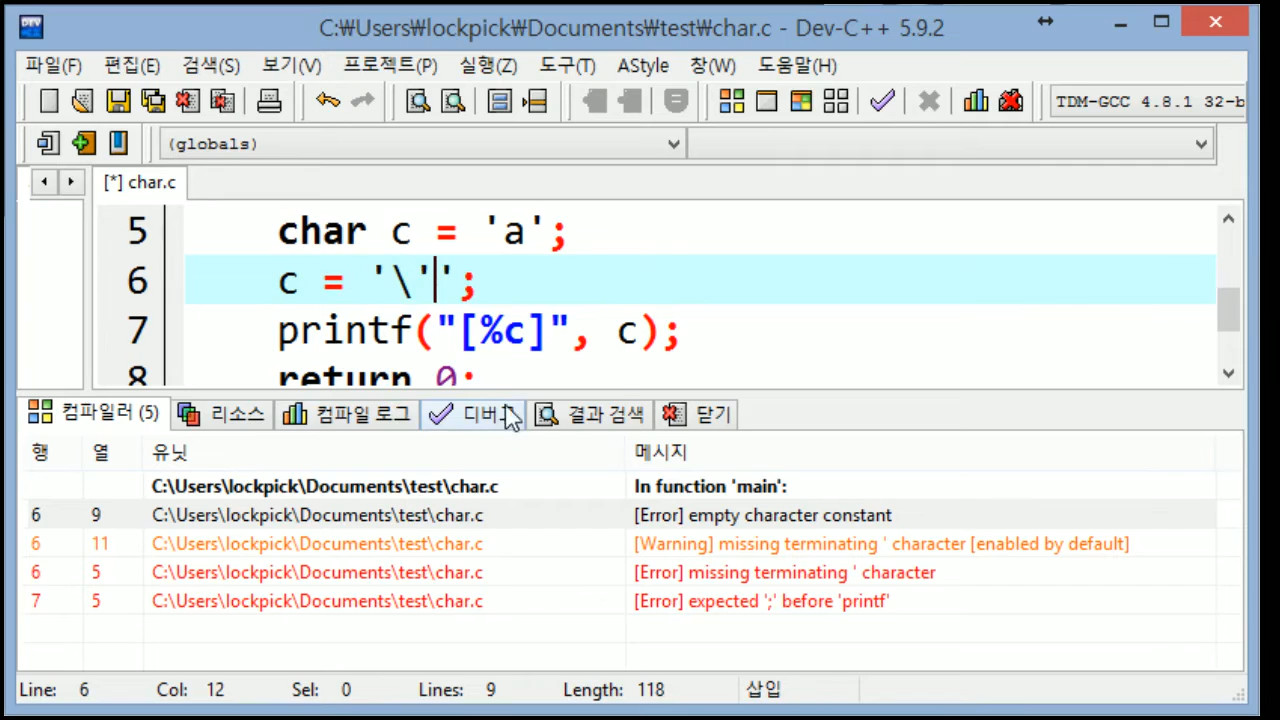 C:₩Users₩lockpick₩Documents₩test₩char.c - Dev-C++ 5.9.2
파일(F) 편집(E) 검색(S) 보기(V) 프로젝트(P) 실행(Z) 도구(T) AStyle 창(W) 도움말(H)
TDM-GCC 4.8.1 32-b
(globals)
[*] char.c
5 char c = 'a';
6 c = '\'';
7 printf("[%c]", c);
8 return 0;
컴파일러 (5) 리소스 컴파일 로그 결과 검색 닫기
행 열 유닛 메시지
C:\Users\lockpick\Documents\test\char.c In function 'main':
6 9 C:\Users\lockpick\Documents\test\char.c [Error] empty character constant
6 11 C:\Users\lockpick\Documents\test\char.c [Warning] missing terminating ' character [enabled by default]
6 5 C:\Users\lockpick\Documents\test\char.c [Error] missing terminating ' character
7 5 C:\Users\lockpick\Documents\test\char.c [Error] expected ';' before 'printf'
Line: 6 Col: 12 Sel: 0 Lines: 9 Length: 118 삽입